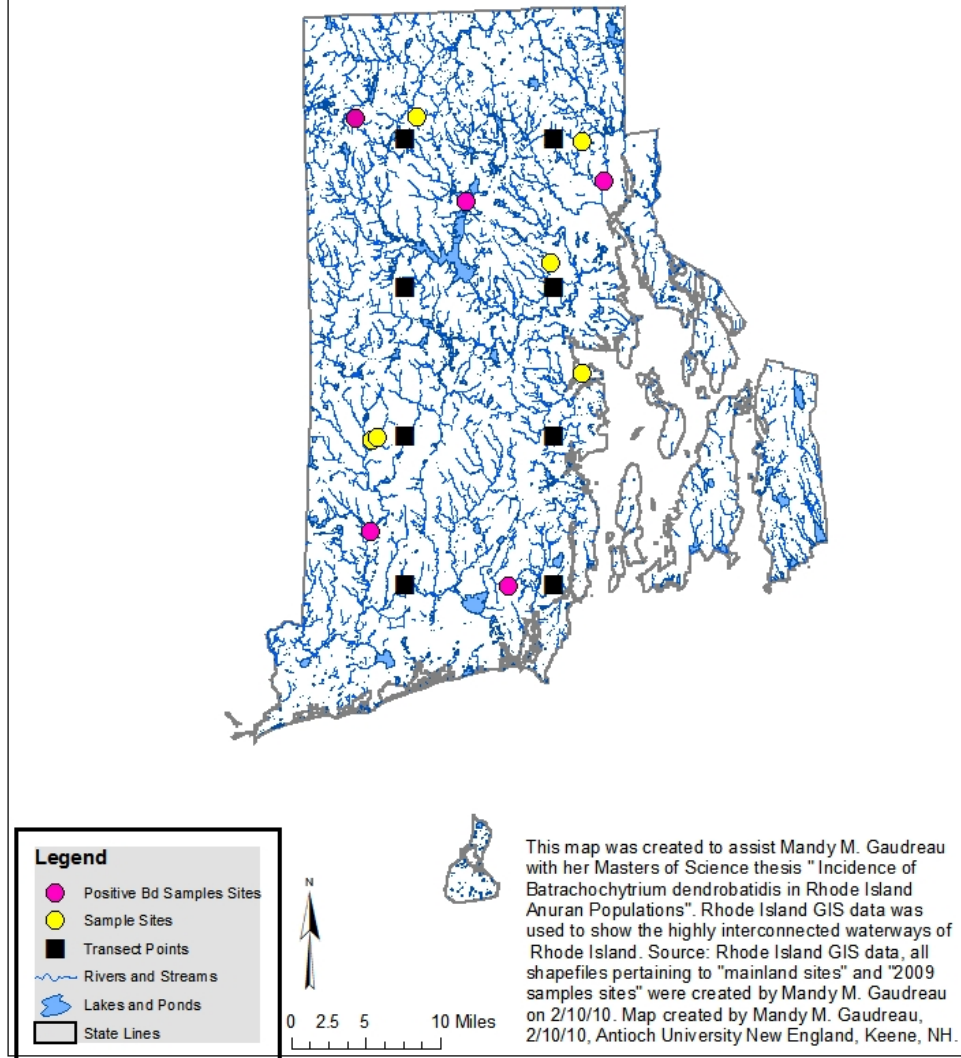 Legend
Positive Bd Samples Sites
Sample Sites
Transect Points
Rivers and Streams
Lakes and Ponds
State Lines
N
0 2.5 5 10 Miles
This map was created to assist Mandy M. Gaudreau
with her Masters of Science thesis " Incidence of
Batrachochytrium dendrobatidis in Rhode Island
Anuran Populations". Rhode Island GIS data was
used to show the highly interconnected waterways of
Rhode Island. Source: Rhode Island GIS data, all
shapefiles pertaining to "mainland sites" and "2009
samples sites" were created by Mandy M. Gaudreau
on 2/10/10. Map created by Mandy M. Gaudreau,
2/10/10, Antioch University New England, Keene, NH.